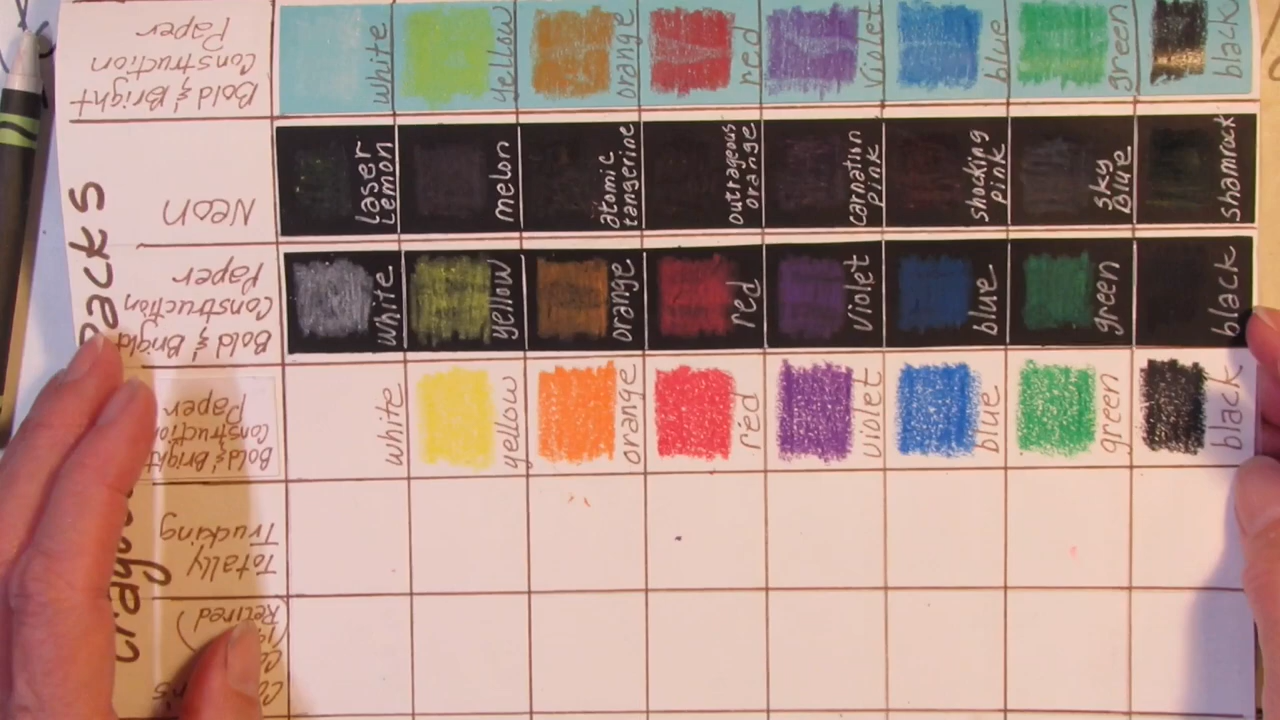 Bold & Bright
Construction
Paper
white
yellow
orange
red
violet
blue
green
black
Neon
laser
lemon
melon
atomic
tangerine
outrageous
orange
carnation
pink
shocking
pink
sky
Blue
shamrock
Bold & Bright
Construction
Paper
white
yellow
orange
red
violet
blue
green
black
Bold & Bright
Construction
Paper
white
yellow
orange
red
violet
blue
green
black
Totally
Trucking
Retired)